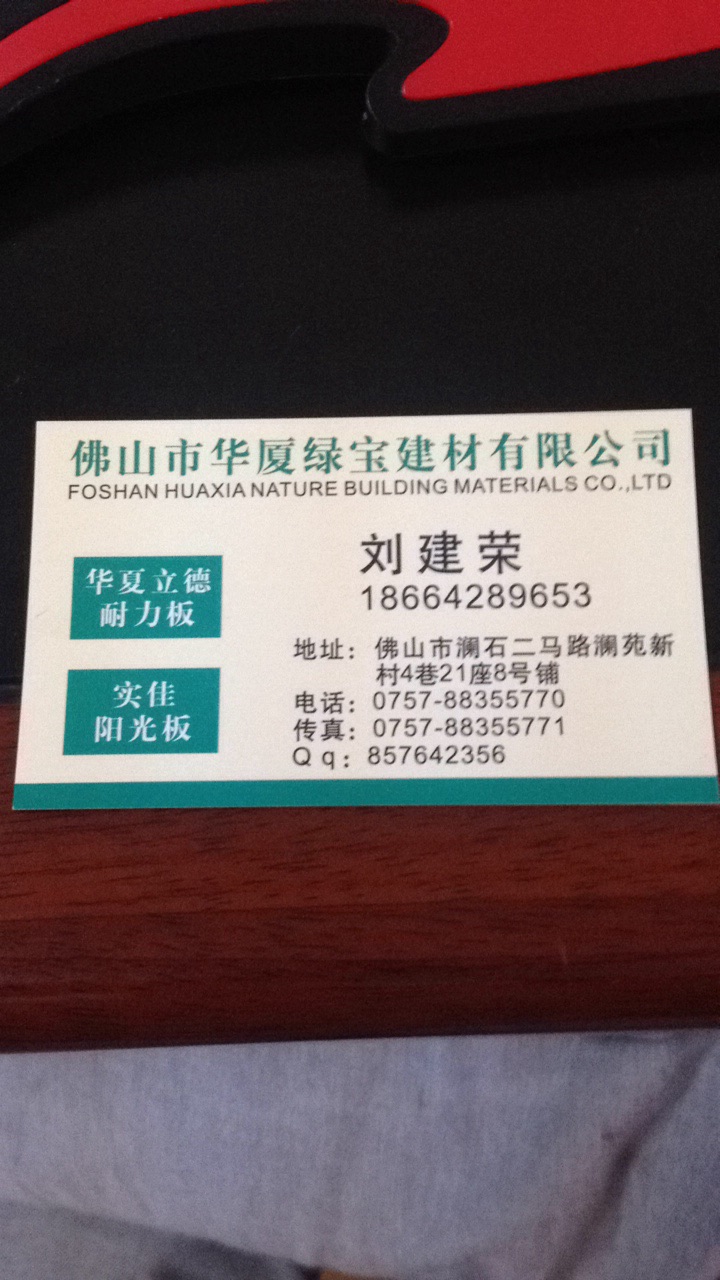 佛山市华厦绿宝建材有限公司
FOSHAN HUAXIA NATURE BUILDING MATERIALS CO.,LTD
华夏立德
耐力板
实佳
阳光板
刘建荣
18664289653
地址：佛山市澜石二马路澜苑新
村4巷21座8号铺
电话：0757-88355770
传真：0757-88355771
Qq：857642356